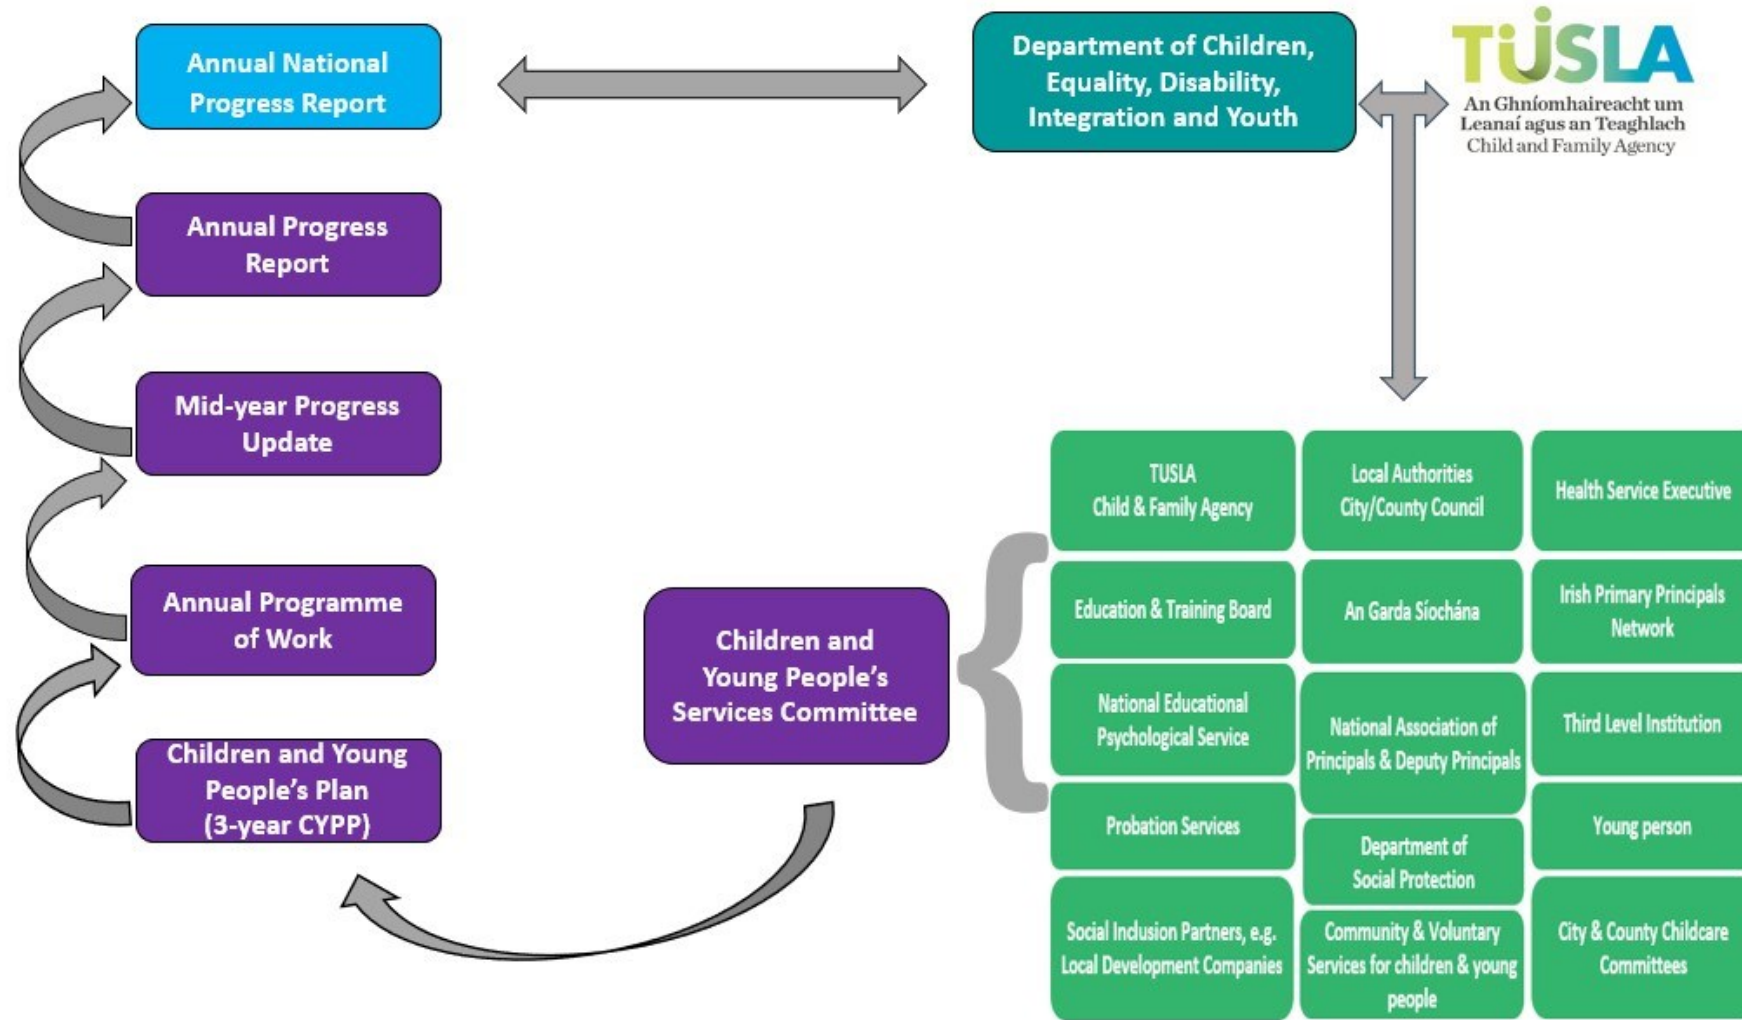 Annual National
Progress Report
Annual Progress
Report
Mid-year Progress
Update
Annual Programme
of Work
Children and Young
People's Plan
(3-year CYPP)
Department of Children,
Equality, Disability,
Integration and Youth
TUSLA
An Ghníomhaireacht um
Leanaí agus an Teaghlach
Child and Family Agency
Children and
Young People's
Services Committee
TUSLA
Child & Family Agency
Local Authorities
City/County Council
Health Service Executive
Education & Training Board
An Garda Síochána
Irish Primary Principals
Network
National Educational
Psychological Service
National Association of
Principals & Deputy Principals
Third Level Institution
Probation Services
Department of
Social Protection
Young person
Social Inclusion Partners, e.g.
Local Development Companies
Community & Voluntary
Services for children & young
people
City & County Childcare
Committees